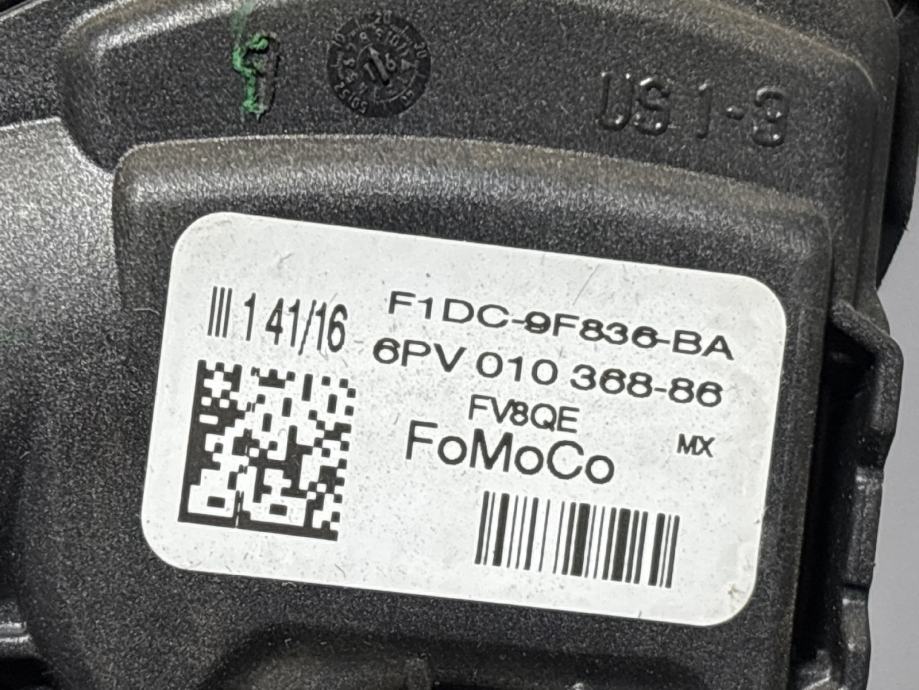 US 1-3
1 41/16
F1DC-9F836-BA
6PV 010 368-86
FV8QE
MX
FoMoCo